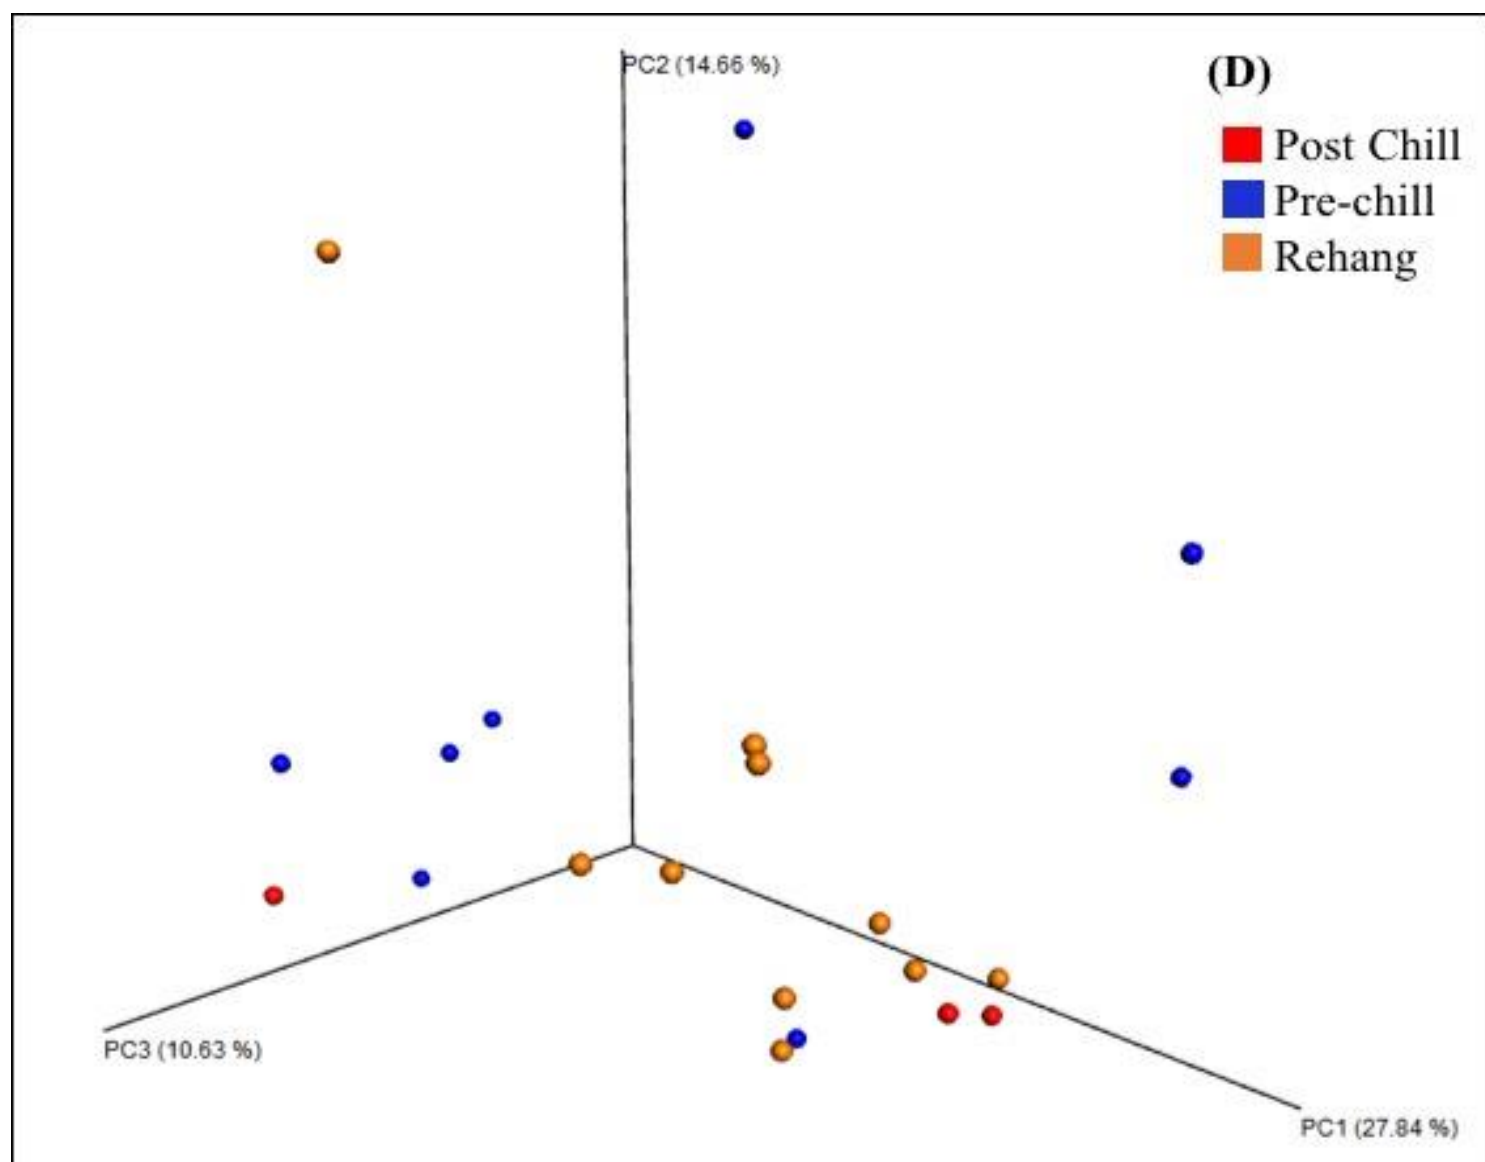 PC2 (14.66 %)
(D)
Post Chill
Pre-chill
Rehang
PC3 (10.63 %)
PC1 (27.84 %)